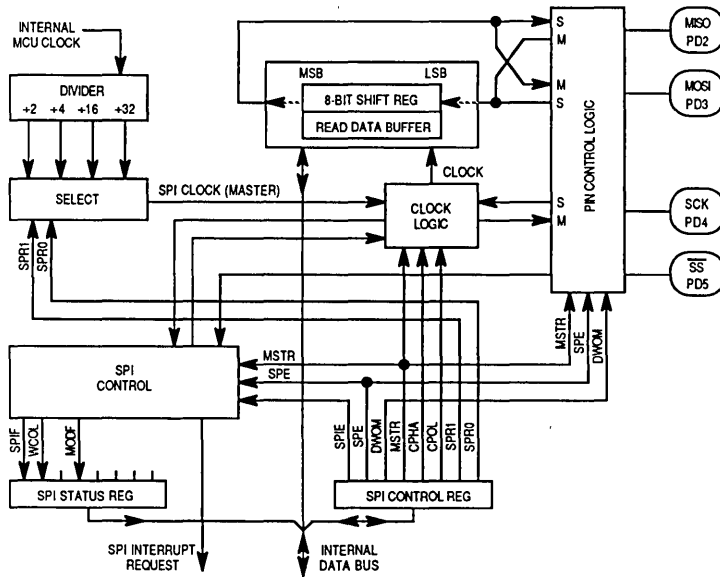 INTERNAL
MCU CLOCK
DIVIDER
÷2 ÷4 ÷16 ÷32
SELECT
SPI CLOCK (MASTER)
SPR1
SPR0
MSB LSB
8-BIT SHIFT REG
READ DATA BUFFER
CLOCK
CLOCK
LOGIC
S
M
M
S
S
M
PIN CONTROL LOGIC
MISO
PD2
MOSI
PD3
SCK
PD4
SS
PD5
MSTR
SPE
DWOM
SPI
CONTROL
MSTR
SPE
SPIF
WCOL
MODF
SPIE
SPE
DWOM
MSTR
CPHA
CPOL
SPR1
SPR0
SPI STATUS REG
SPI CONTROL REG
SPI INTERRUPT
REQUEST
INTERNAL
DATA BUS